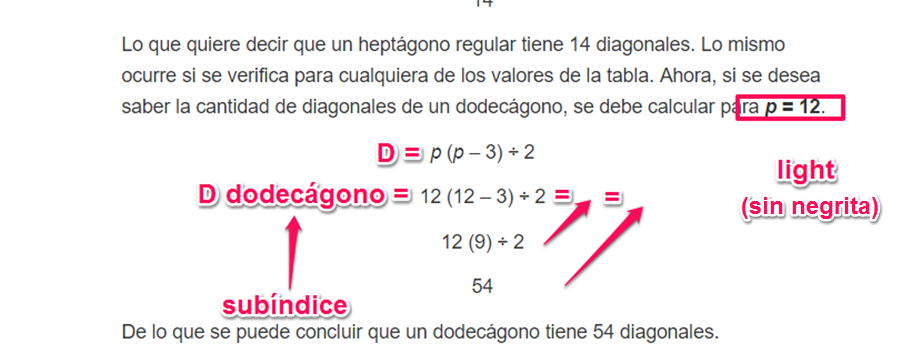 14
Lo que quiere decir que un heptágono regular tiene 14 diagonales. Lo mismo
ocurre si se verifica para cualquiera de los valores de la tabla. Ahora, si se desea
saber la cantidad de diagonales de un dodecágono, se debe calcular para p = 12.
D = p (p – 3) ÷ 2
light
D dodecágono = 12 (12 – 3) ÷ 2 = =
(sin negrita)
12 (9) ÷ 2
54
subíndice
De lo que se puede concluir que un dodecágono tiene 54 diagonales.